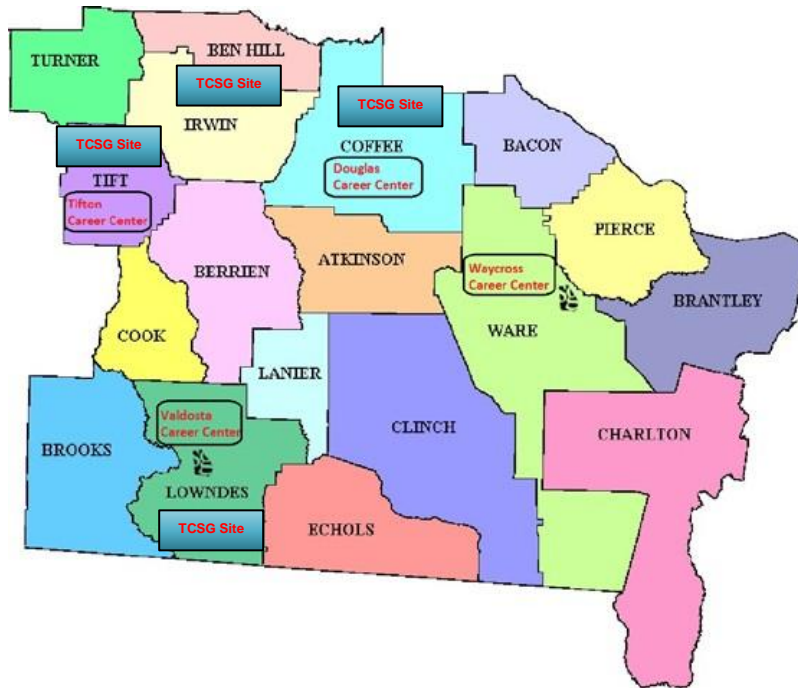 BEN HILL
TURNER
TCSG Site
TCSG Site
IRWIN
TCSG Site
COFFEE
BACON
TIFT
Douglas
Career Center
Tifton
Career Center
PIERCE
ATKINSON
BERRIEN
Waycross
Career Center
BRANTLEY
WARE
COOK
LANIER
Valdosta
Career Center
CLINCH
CHARLTON
BROOKS
LOWNDES
TCSG Site
ECHOLS